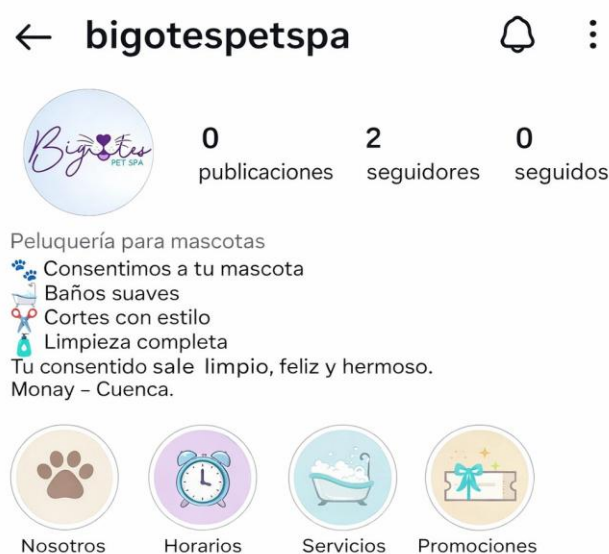 bigotespetspa
Bigotes
PET SPA
0 2 0
publicaciones seguidores seguidos
Peluquería para mascotas
Consentimos a tu mascota
Baños suaves
Cortes con estilo
Limpieza completa
Tu consentido sale limpio, feliz y hermoso.
Monay – Cuenca.
Nosotros Horarios Servicios Promociones